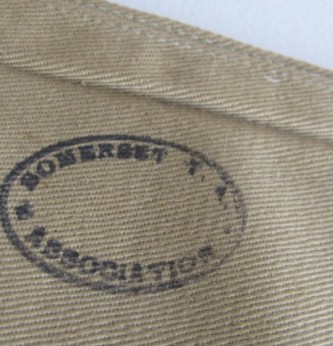 SOMERSET T. A.
ASSOCIATION